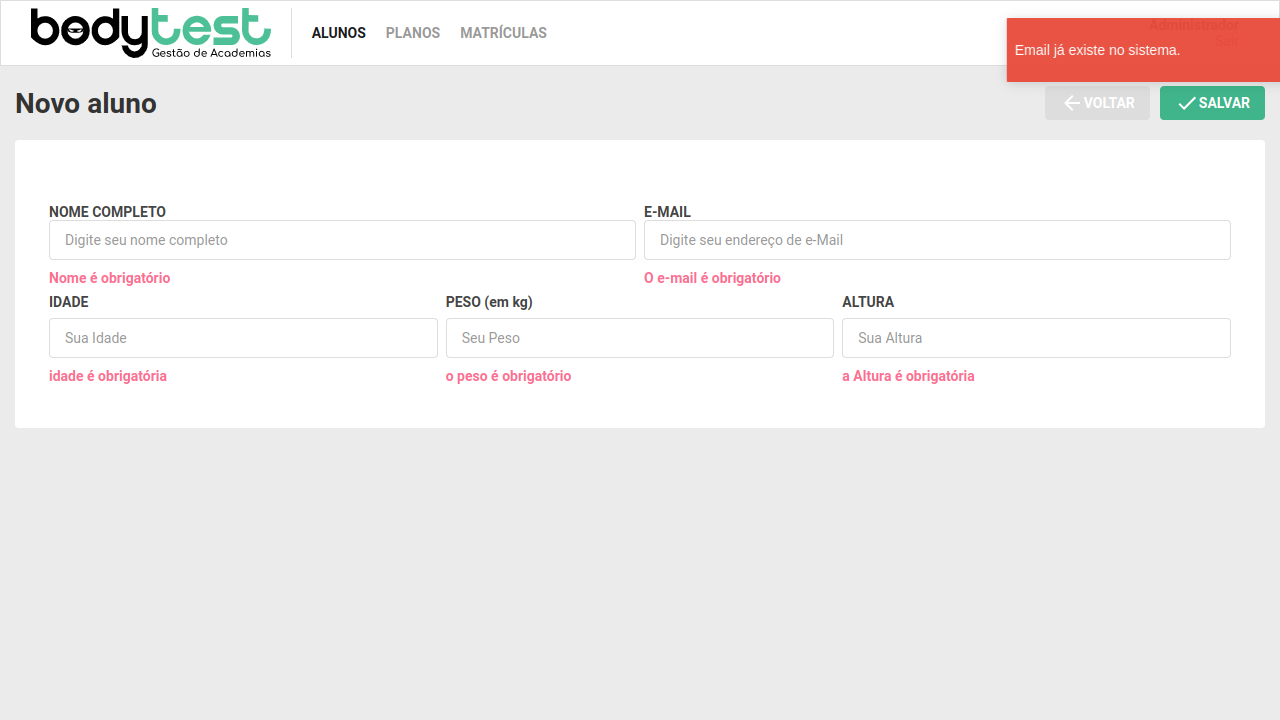 bodytest
Gestão de Academias
ALUNOS
PLANOS
MATRÍCULAS
Administrador
Sair
Email já existe no sistema.
Novo aluno
VOLTAR
SALVAR
NOME COMPLETO
E-MAIL
Digite seu nome completo
Digite seu endereço de e-Mail
Nome é obrigatório
O e-mail é obrigatório
IDADE
PESO (em kg)
ALTURA
Sua Idade
Seu Peso
Sua Altura
idade é obrigatória
o peso é obrigatório
a Altura é obrigatória